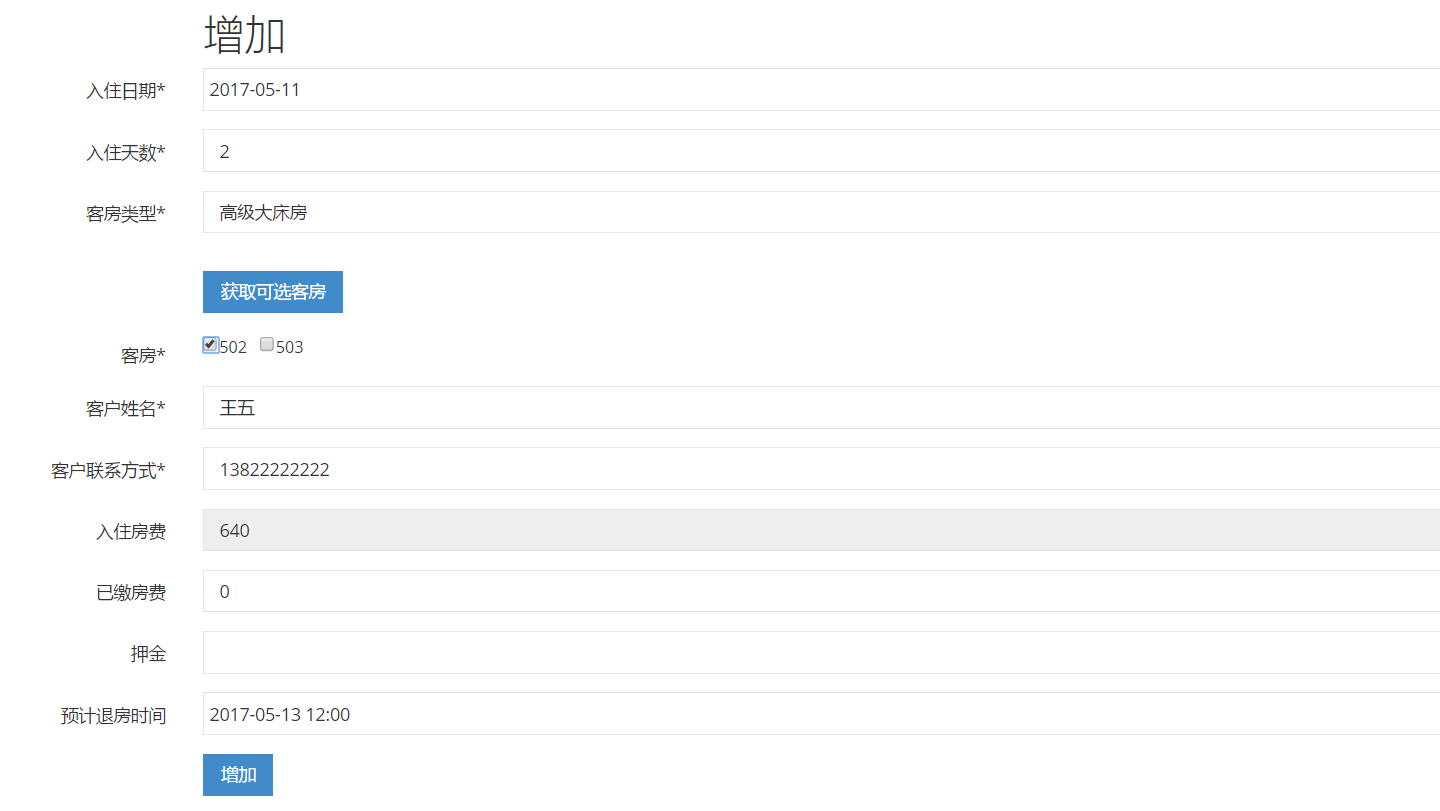 增加
入住日期* 2017-05-11
入住天数* 2
客房类型* 高级大床房
获取可选客房
客房* 502 503
客户姓名* 王五
客户联系方式* 13822222222
入住房费 640
已缴房费 0
押金
预计退房时间 2017-05-13 12:00
增加